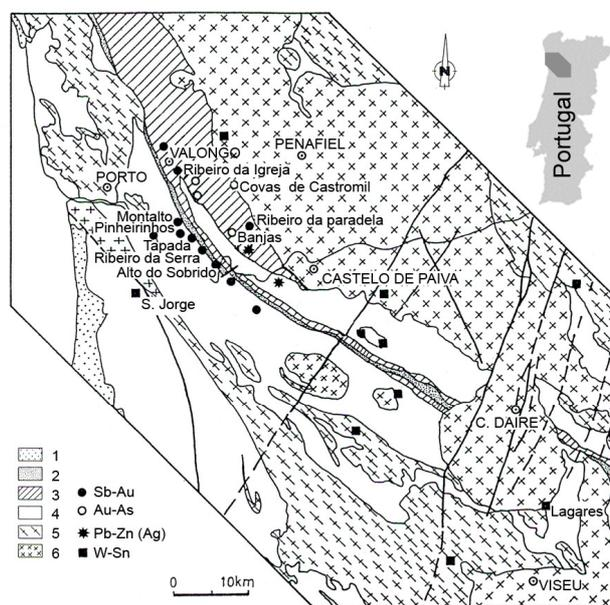 N
Portugal
VALONGO
PENAFIEL
Ribeiro da Igreja
PORTO
Covas de Castromil
Montalto
Ribeiro da paradela
Pinheirinhos
Banjas
Tapada
Ribeiro da Serra
Alto do Sobrido
CASTELO DE PAIVA
S. Jorge
C. DAIRE
1
2
3
Sb-Au
4
Au-As
Lagares
5
Pb-Zn (Ag)
6
W-Sn
VISEU
0 10km